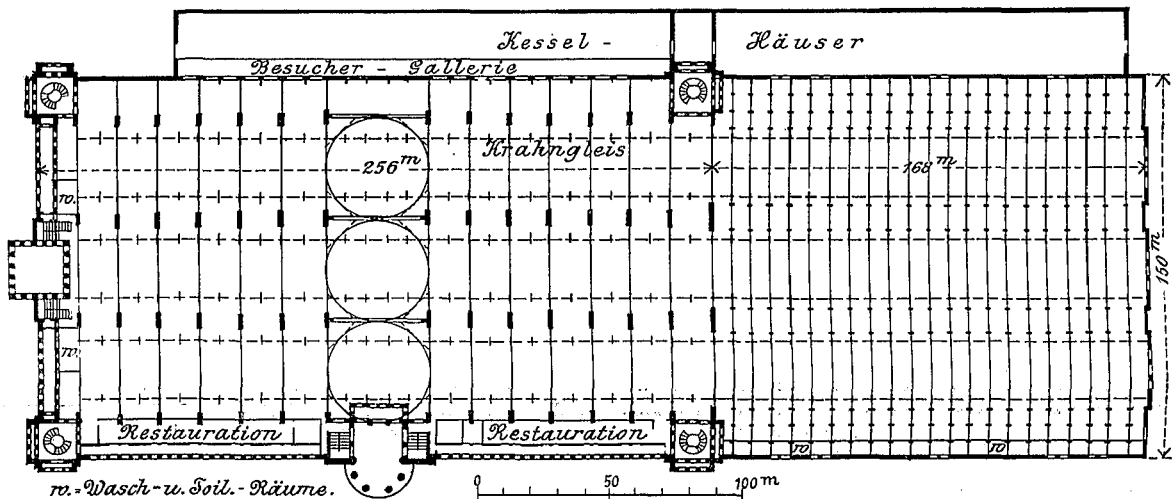 Kessel - Häuser
Besucher - Gallerie
Krahngleis
256 m
168 m
150 m
w.
w.
Restauration
Restauration
w
w
w. = Wasch- u. Toil. - Räume.
0 50 100 m